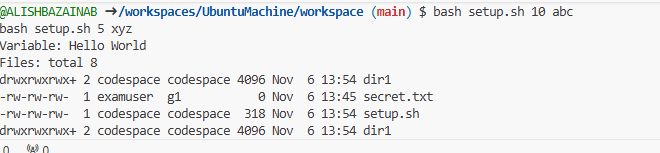 @ALISHBAZAINAB ➜/workspaces/UbuntuMachine/workspace (main) $ bash setup.sh 10 abc
bash setup.sh 5 xyz
Variable: Hello World
Files: total 8
drwxrwxrwx+ 2 codespace codespace 4096 Nov  6 13:54 dir1
-rw-rw-rw-  1 examuser  g1           0 Nov  6 13:45 secret.txt
-rw-rw-rw-  1 codespace codespace  318 Nov  6 13:54 setup.sh
drwxrwxrwx+ 2 codespace codespace 4096 Nov  6 13:54 dir1
0 0